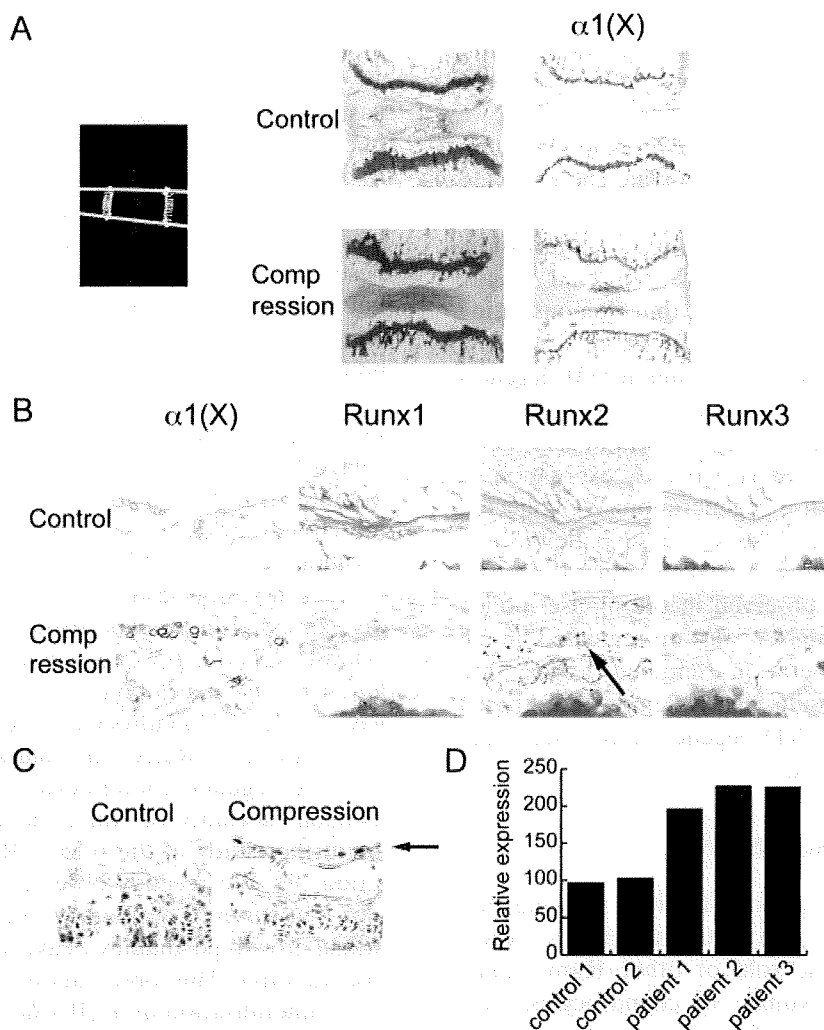 A
α1(X)
Control
Comp
ression
B
α1(X) Runx1 Runx2 Runx3
Control
Comp
ression
C
Control Compression
D
Relative expression
250
200
150
100
50
0
control 1
control 2
patient 1
patient 2
patient 3